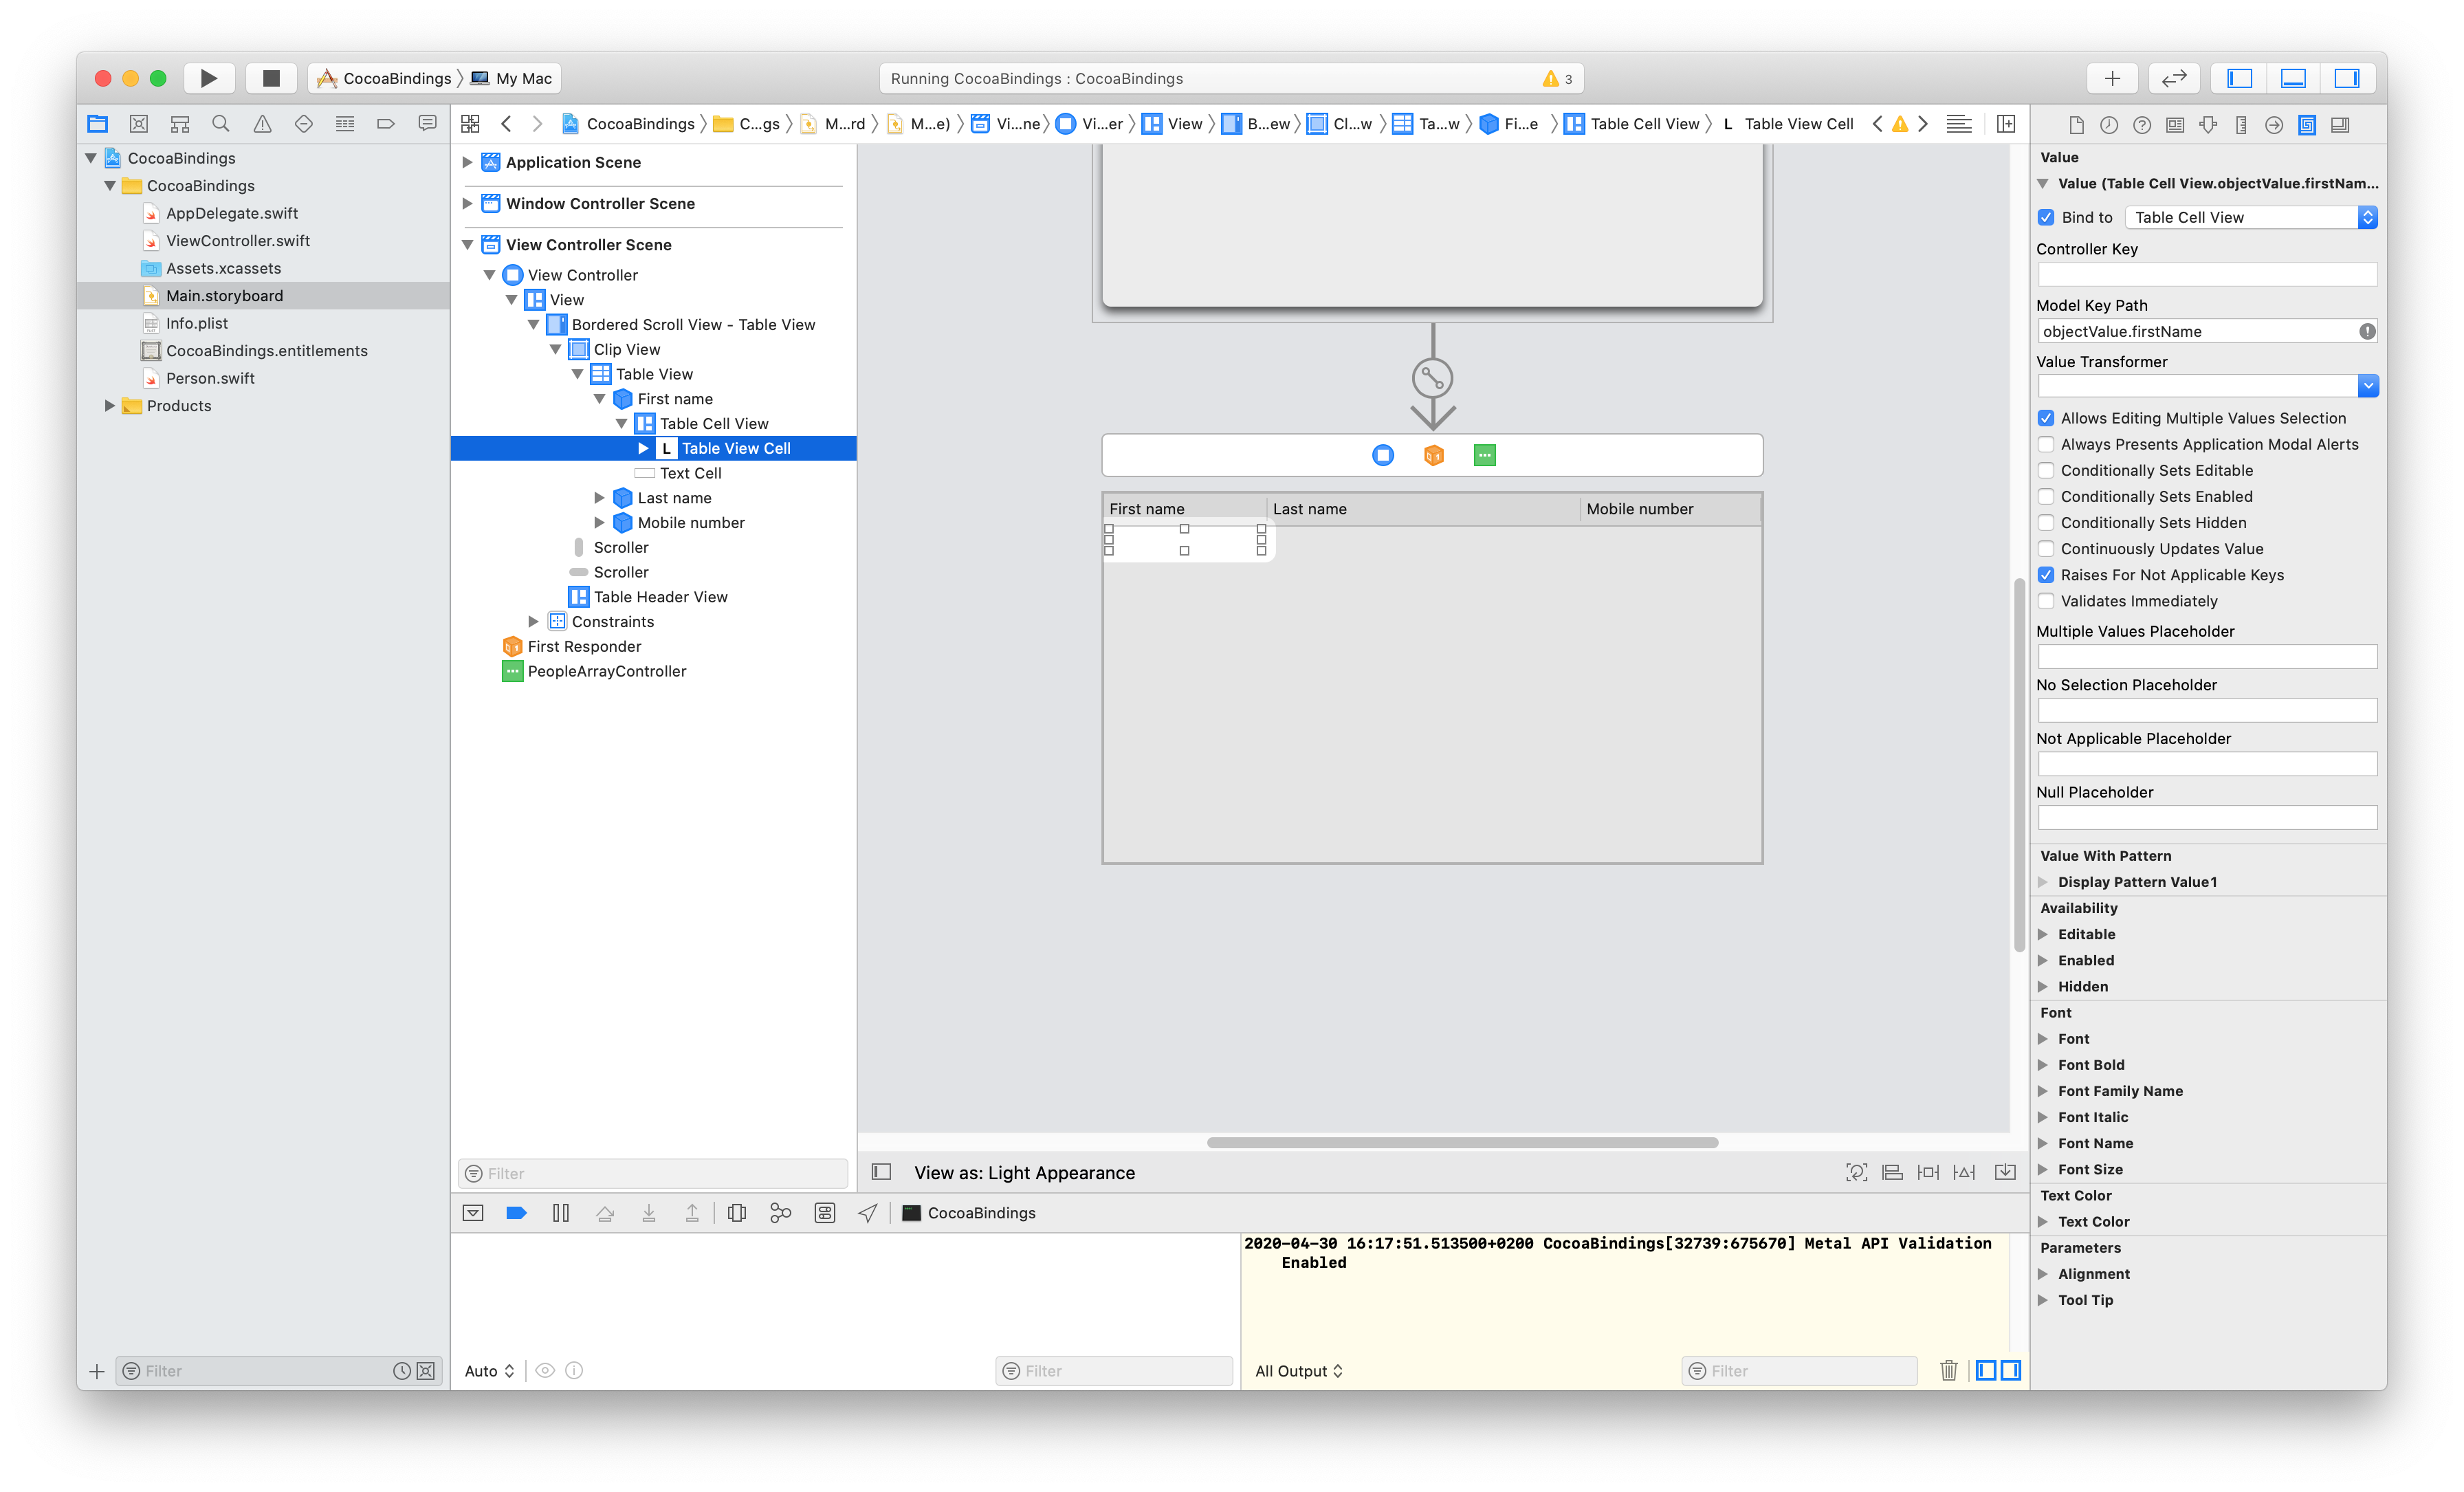 CocoaBindings 〉 My Mac
Running CocoaBindings : CocoaBindings
3
CocoaBindings
CocoaBindings
AppDelegate.swift
ViewController.swift
Assets.xcassets
Main.storyboard
Info.plist
CocoaBindings.entitlements
Person.swift
Products
Filter
CocoaBindings 〉 C...gs 〉 M...rd 〉 M...e) 〉 Vi...ne 〉 Vi...er 〉 View 〉 B...ew 〉 Cl...w 〉 Ta...w 〉 Fi...e 〉 Table Cell View 〉 L Table View Cell
Application Scene
Window Controller Scene
View Controller Scene
View Controller
View
Bordered Scroll View - Table View
Clip View
Table View
First name
Table Cell View
L Table View Cell
Text Cell
Last name
Mobile number
Scroller
Scroller
Table Header View
Constraints
First Responder
PeopleArrayController
Filter
First name Last name Mobile number
View as: Light Appearance
CocoaBindings
2020-04-30 16:17:51.513500+0200 CocoaBindings[32739:675670] Metal API Validation
Enabled
Auto
Filter
All Output
Filter
Value
Value (Table Cell View.objectValue.firstNam...
Bind to Table Cell View
Controller Key
Model Key Path
objectValue.firstName
Value Transformer
Allows Editing Multiple Values Selection
Always Presents Application Modal Alerts
Conditionally Sets Editable
Conditionally Sets Enabled
Conditionally Sets Hidden
Continuously Updates Value
Raises For Not Applicable Keys
Validates Immediately
Multiple Values Placeholder
No Selection Placeholder
Not Applicable Placeholder
Null Placeholder
Value With Pattern
Display Pattern Value1
Availability
Editable
Enabled
Hidden
Font
Font
Font Bold
Font Family Name
Font Italic
Font Name
Font Size
Text Color
Text Color
Parameters
Alignment
Tool Tip